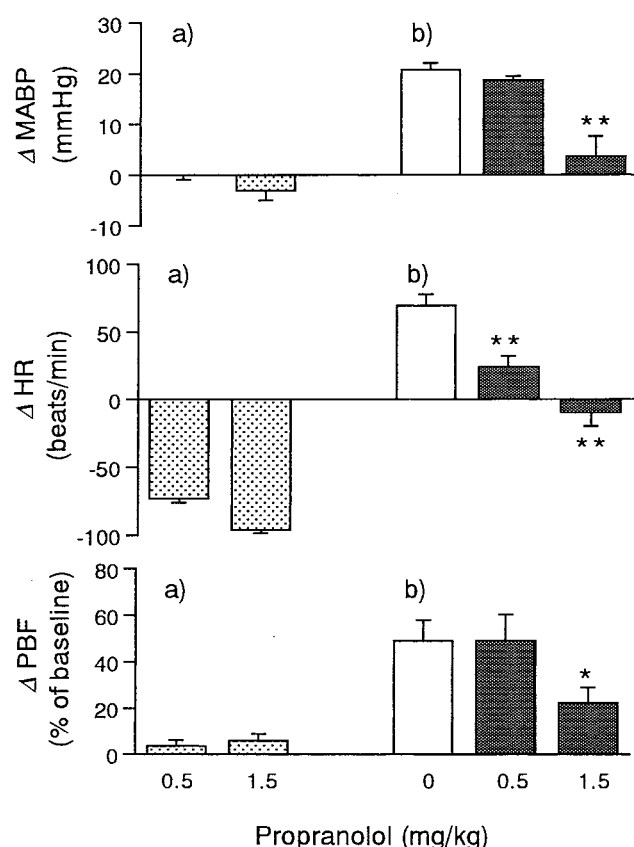 a) b)
Δ MABP
(mmHg)
30
20
10
0
-10
* *
a) b)
Δ HR
(beats/min)
100
50
0
-50
-100
* *
* *
a) b)
Δ PBF
(% of baseline)
80
60
40
20
0
*
0.5 1.5 0 0.5 1.5
Propranolol (mg/kg)